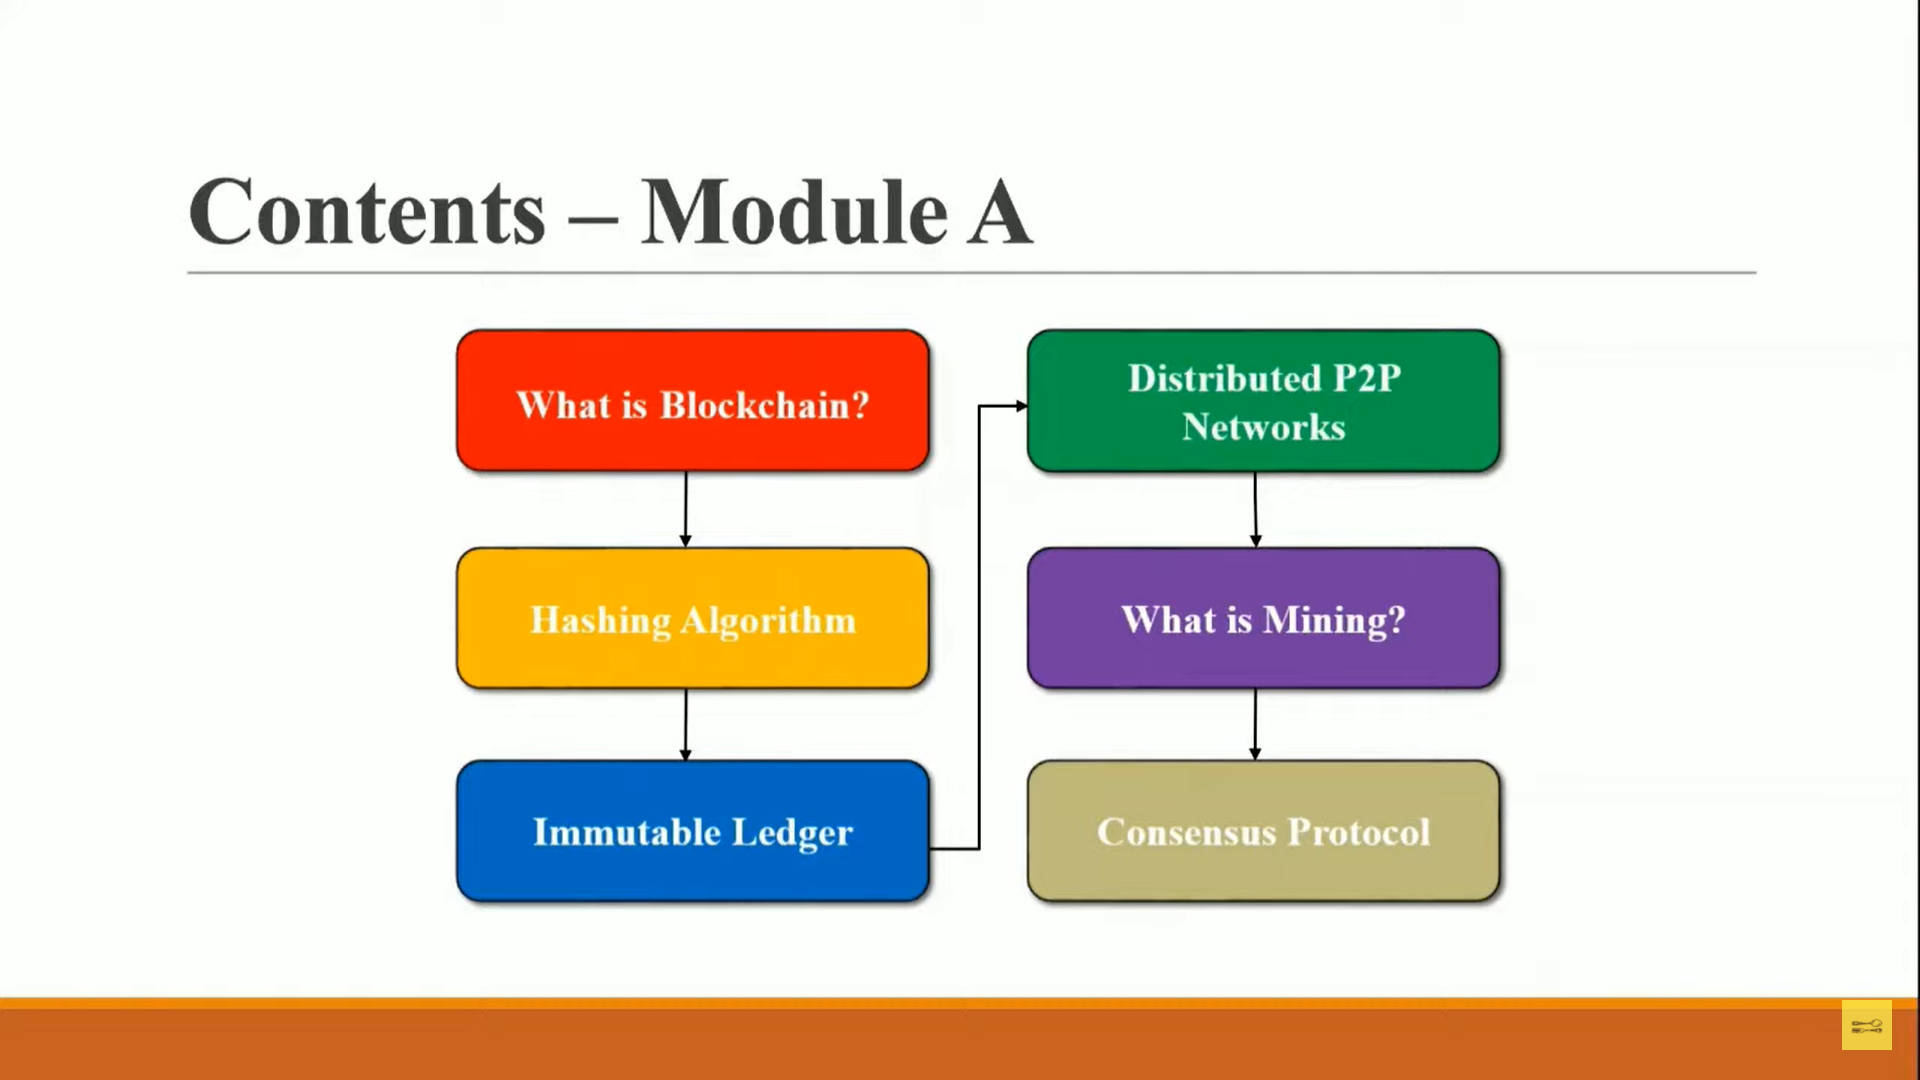 Contents – Module A
What is Blockchain?
Hashing Algorithm
Immutable Ledger
Distributed P2P
Networks
What is Mining?
Consensus Protocol